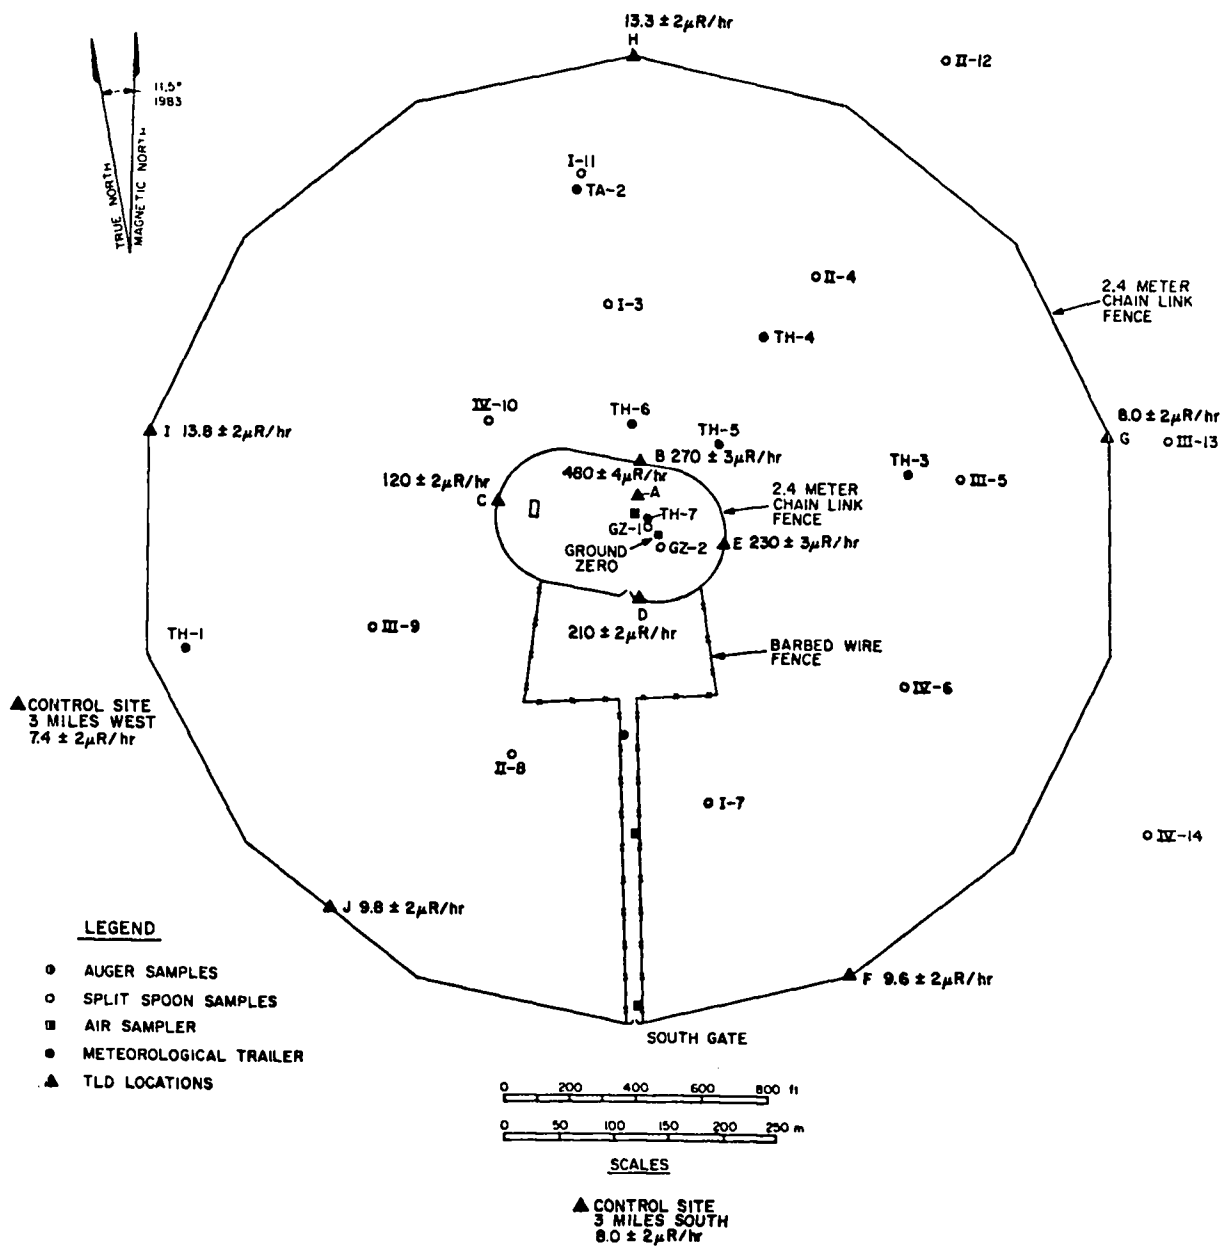 13.3 ± 2μR/hr
H
II-12
11.5°
1983
TRUE NORTH
MAGNETIC NORTH
I-11
TA-2
II-4
I-3
2.4 METER
CHAIN LINK
FENCE
TH-4
IV-10
TH-6
TH-5
8.0 ± 2μR/hr
G
III-13
I 13.8 ± 2μR/hr
B 270 ± 3μR/hr
TH-3
III-5
120 ± 2μR/hr
C
460 ± 4μR/hr
A
2.4 METER
CHAIN LINK
FENCE
TH-7
GZ-1
GROUND
ZERO
GZ-2
E 230 ± 3μR/hr
D
210 ± 2μR/hr
TH-1
III-9
BARBED WIRE
FENCE
IV-6
CONTROL SITE
3 MILES WEST
7.4 ± 2μR/hr
II-8
I-7
IV-14
J 9.8 ± 2μR/hr
F 9.6 ± 2μR/hr
LEGEND
AUGER SAMPLES
SPLIT SPOON SAMPLES
AIR SAMPLER
METEOROLOGICAL TRAILER
TLD LOCATIONS
SOUTH GATE
0 200 400 600 800 ft
0 50 100 150 200 250 m
SCALES
CONTROL SITE
3 MILES SOUTH
8.0 ± 2μR/hr